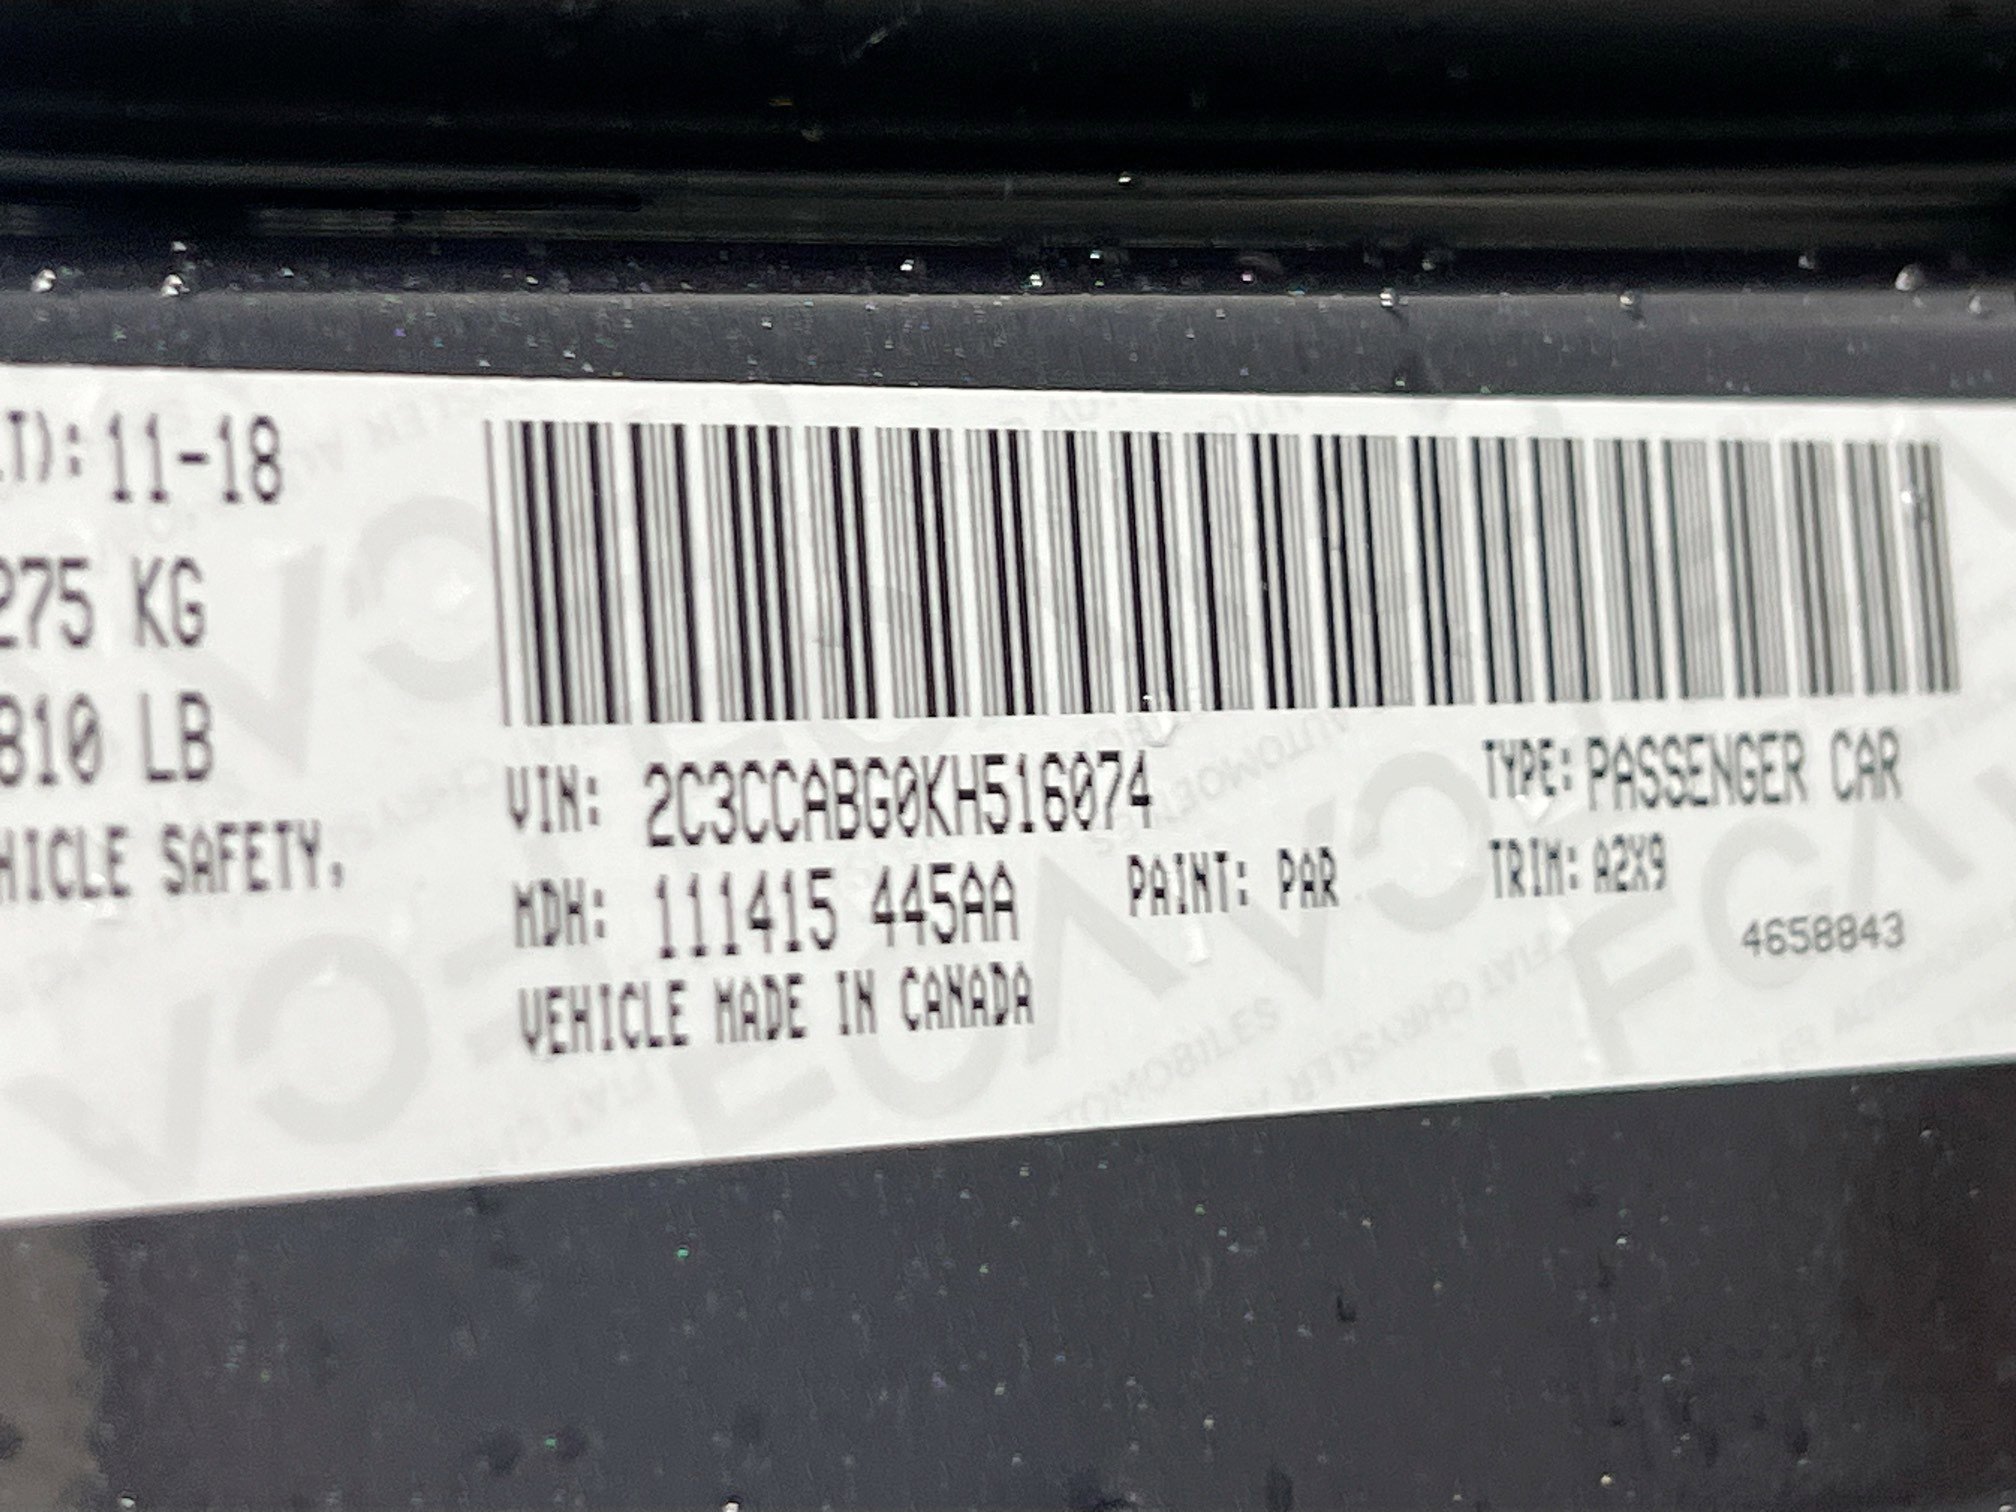 LT): 11-18
275 KG
810 LB
HICLE SAFETY,
VIN: 2C3CCABG0KH516074
TYPE: PASSENGER CAR
MDH: 111415 445AA
PAINT: PAR
TRIM: A2X9
4658843
VEHICLE MADE IN CANADA